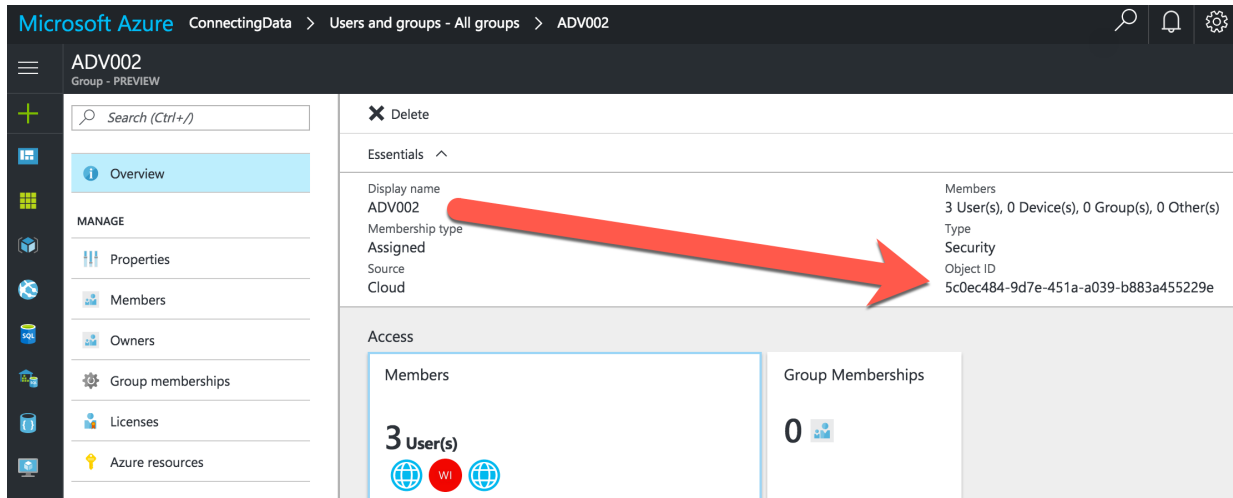 Microsoft Azure ConnectingData > Users and groups - All groups > ADV002
ADV002
Group - PREVIEW
Search (Ctrl+/)
Overview
MANAGE
Properties
Members
Owners
Group memberships
Licenses
Azure resources
Delete
Essentials
Display name
ADV002
Membership type
Assigned
Source
Cloud
Members
3 User(s), 0 Device(s), 0 Group(s), 0 Other(s)
Type
Security
Object ID
5c0ec484-9d7e-451a-a039-b883a455229e
Access
Members
3 User(s)
WI
Group Memberships
0
SQL